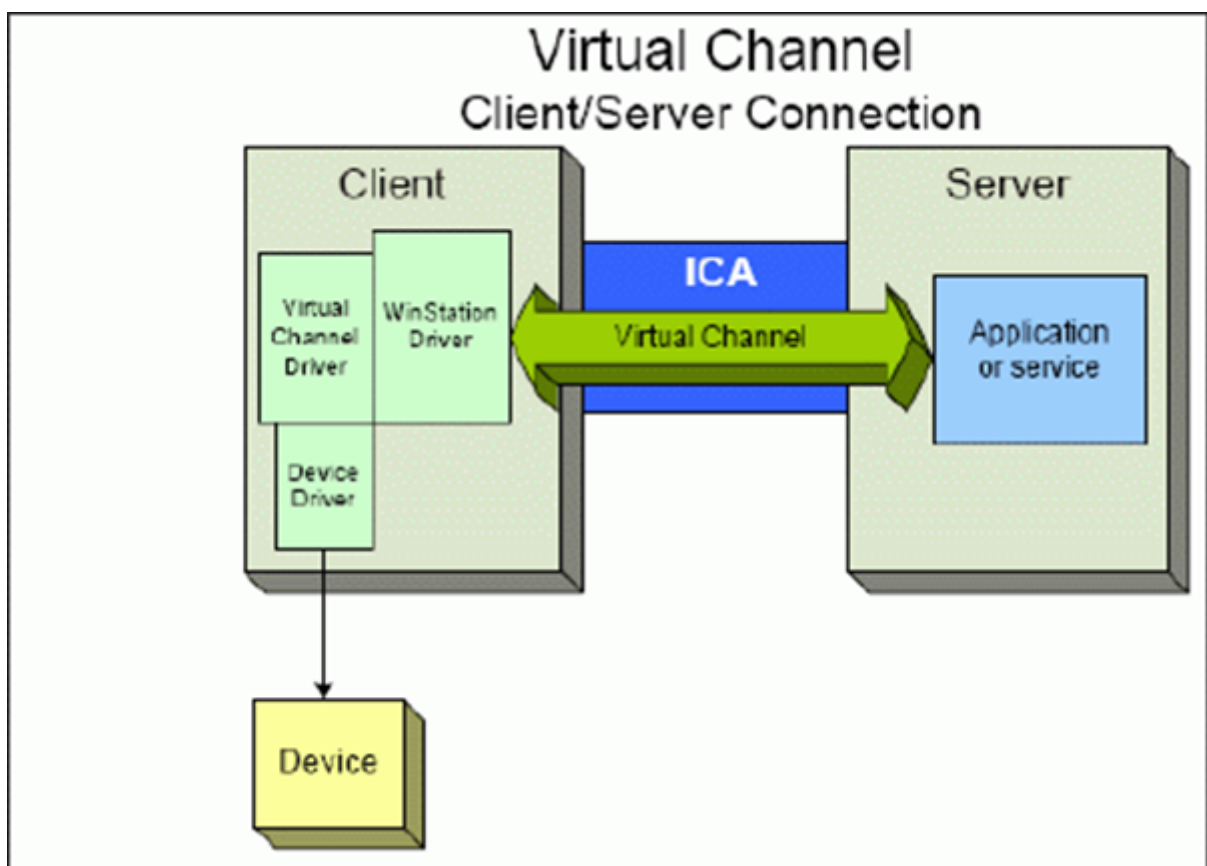 Virtual Channel
Client/Server Connection
Client
Virtual
Channel
Driver
WinStation
Driver
Device
Driver
ICA
Virtual Channel
Server
Application
or service
Device